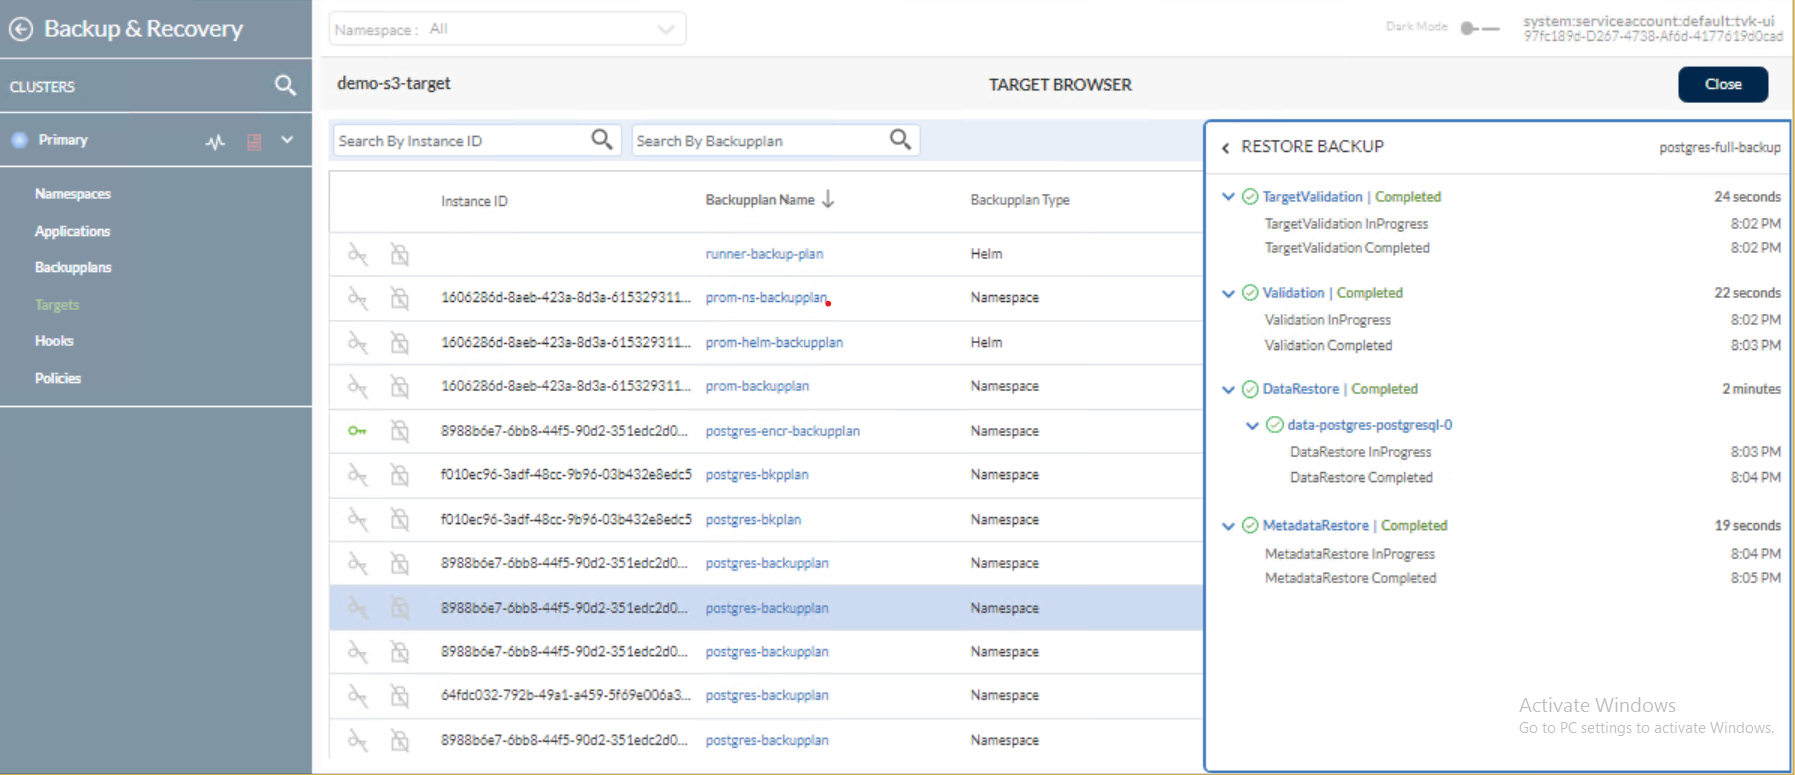 Backup & Recovery
Namespace : All
Dark Mode
system:serviceaccount:default:tvk-ui
97fc189d-D267-4738-Af6d-4177619d0cad
CLUSTERS
demo-s3-target
TARGET BROWSER
Close
Primary
Namespaces
Applications
Backupplans
Targets
Hooks
Policies
Search By Instance ID
Search By Backupplan
Instance ID Backupplan Name Backupplan Type
runner-backup-plan Helm
1606286d-8aeb-423a-8d3a-615329311... prom-ns-backupplan Namespace
1606286d-8aeb-423a-8d3a-615329311... prom-helm-backupplan Helm
1606286d-8aeb-423a-8d3a-615329311... prom-backupplan Namespace
8988b6e7-6bb8-44f5-90d2-351edc2d0... postgres-encr-backupplan Namespace
f010ec96-3adf-48cc-9b96-03b432e8edc5 postgres-bkpplan Namespace
f010ec96-3adf-48cc-9b96-03b432e8edc5 postgres-bkplan Namespace
8988b6e7-6bb8-44f5-90d2-351edc2d0... postgres-backupplan Namespace
8988b6e7-6bb8-44f5-90d2-351edc2d0... postgres-backupplan Namespace
8988b6e7-6bb8-44f5-90d2-351edc2d0... postgres-backupplan Namespace
64fdc032-792b-49a1-a459-5f69e006a3... postgres-backupplan Namespace
8988b6e7-6bb8-44f5-90d2-351edc2d0... postgres-backupplan Namespace
RESTORE BACKUP postgres-full-backup
TargetValidation | Completed 24 seconds
TargetValidation InProgress 8:02 PM
TargetValidation Completed 8:02 PM
Validation | Completed 22 seconds
Validation InProgress 8:02 PM
Validation Completed 8:03 PM
DataRestore | Completed 2 minutes
data-postgres-postgresql-0
DataRestore InProgress 8:03 PM
DataRestore Completed 8:04 PM
MetadataRestore | Completed 19 seconds
MetadataRestore InProgress 8:04 PM
MetadataRestore Completed 8:05 PM
Activate Windows
Go to PC settings to activate Windows.